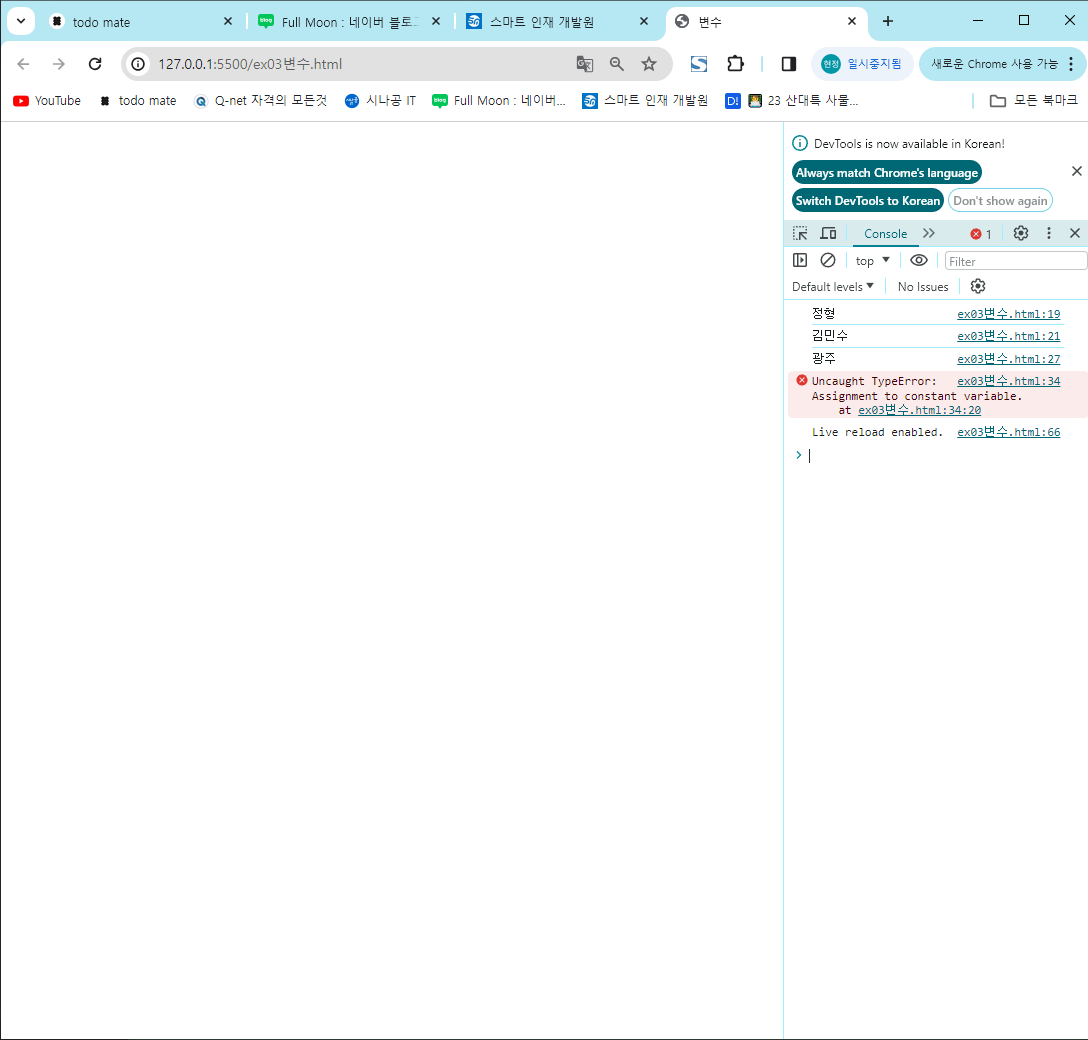 todo mate
Full Moon : 네이버 블로그
스마트 인재 개발원
변수
127.0.0.1:5500/ex03변수.html
현정 일시중지됨
새로운 Chrome 사용 가능
YouTube
todo mate
Q-net 자격의 모든것
시나공 IT
blog Full Moon : 네이버...
스마트 인재 개발원
D! 23 산대특 사물...
모든 북마크
DevTools is now available in Korean!
Always match Chrome's language
Switch DevTools to Korean Don't show again
Console 1
top Filter
Default levels No Issues
정형 ex03변수.html:19
김민수 ex03변수.html:21
광주 ex03변수.html:27
Uncaught TypeError: ex03변수.html:34
Assignment to constant variable.
at ex03변수.html:34:20
Live reload enabled. ex03변수.html:66